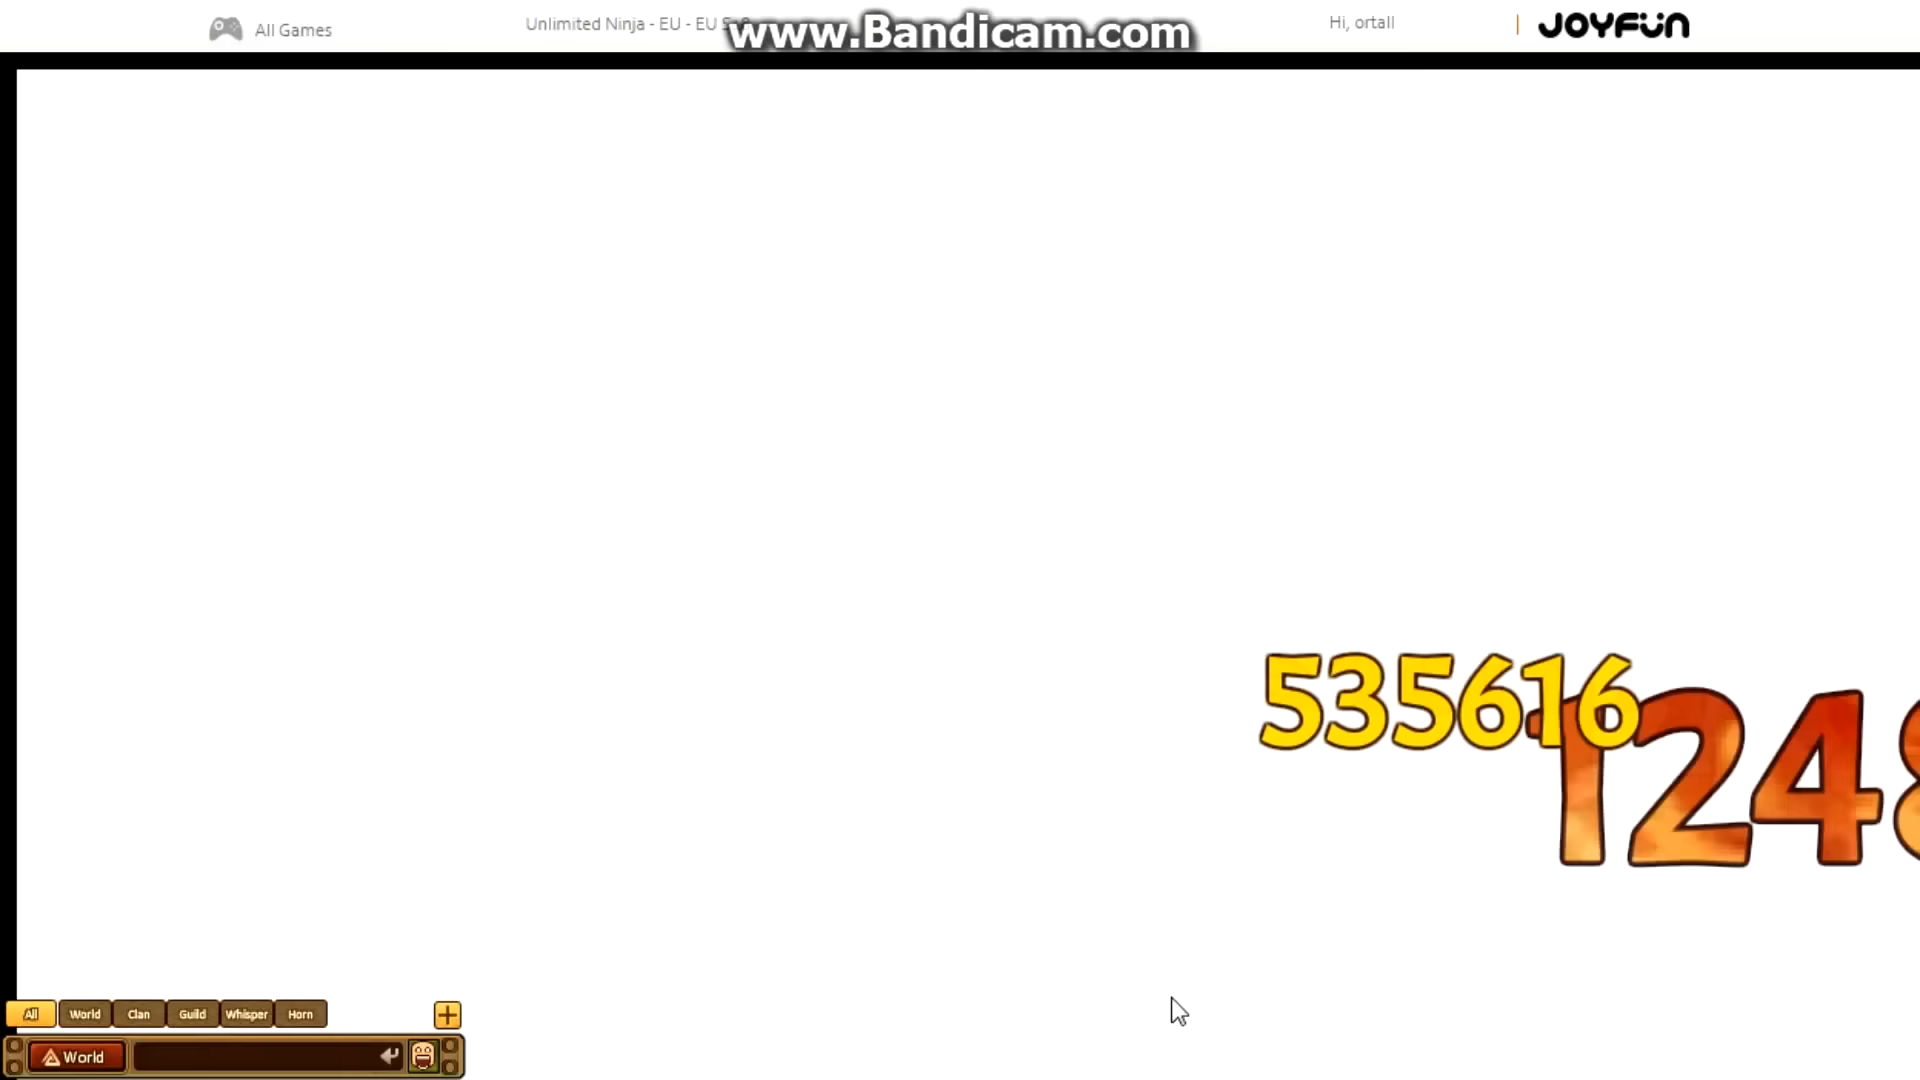 All Games
Unlimited Ninja - EU - EU
www.Bandicam.com
Hi, ortall
JOYFUN
535616
1248
All
World
Clan
Guild
Whisper
Horn
World